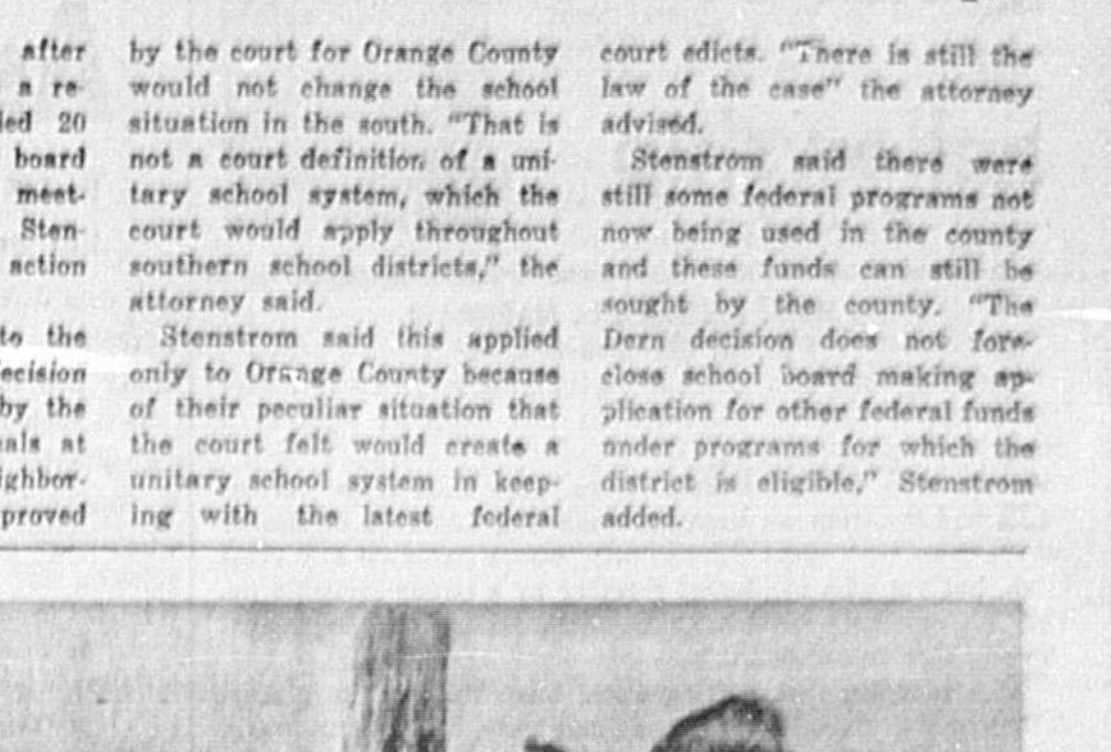 after
a re-
led 20
board
meet-
Sten-
action
to the
ecision
by the
als at
ighbor-
proved
by the court for Orange County
would not change the school
situation in the south. "That is
not a court definition of a uni-
tary school system, which the
court would apply throughout
southern school districts," the
attorney said.
Stenstrom said this applied
only to Orange County because
of their peculiar situation that
the court felt would create a
unitary school system in keep-
ing with the latest federal
court edicts. "There is still the
law of the case" the attorney
advised.
Stenstrom said there were
still some federal programs not
now being used in the county
and these funds can still be
sought by the county. "The
Dern decision does not fore-
close school board making ap-
plication for other federal funds
under programs for which the
district is eligible," Stenstrom
added.